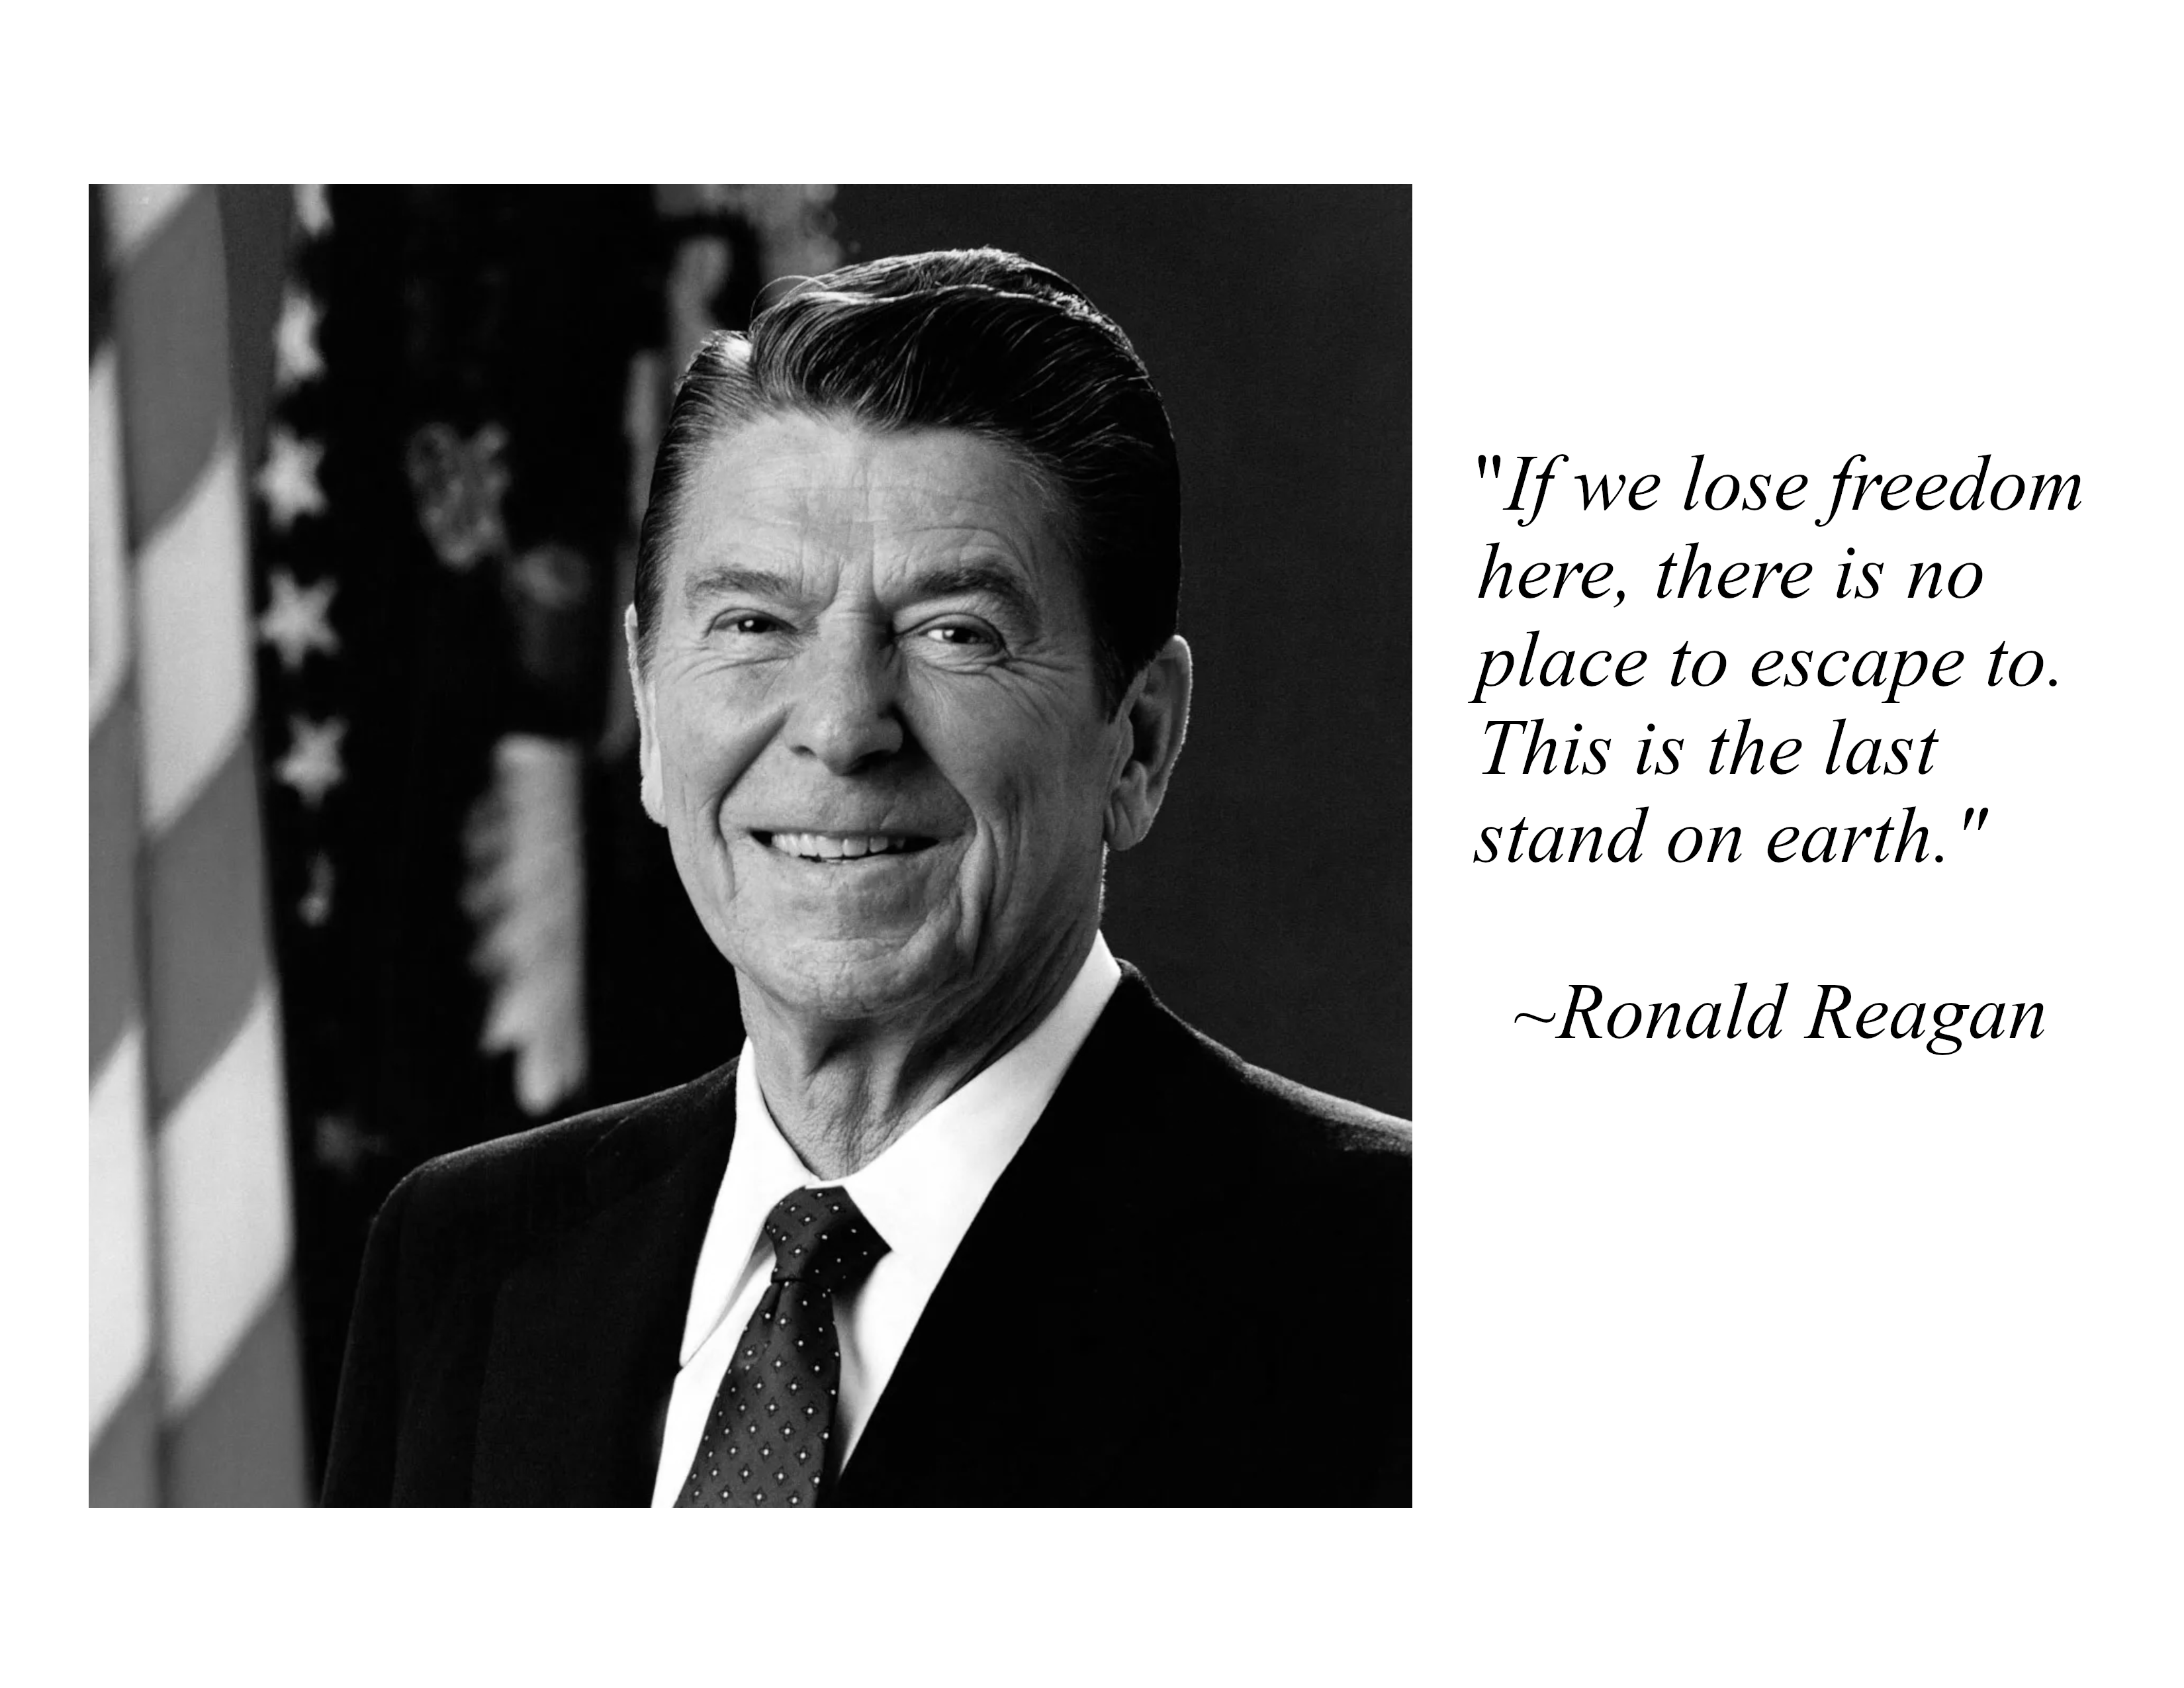 "If we lose freedom
here, there is no
place to escape to.
This is the last
stand on earth."
~Ronald Reagan